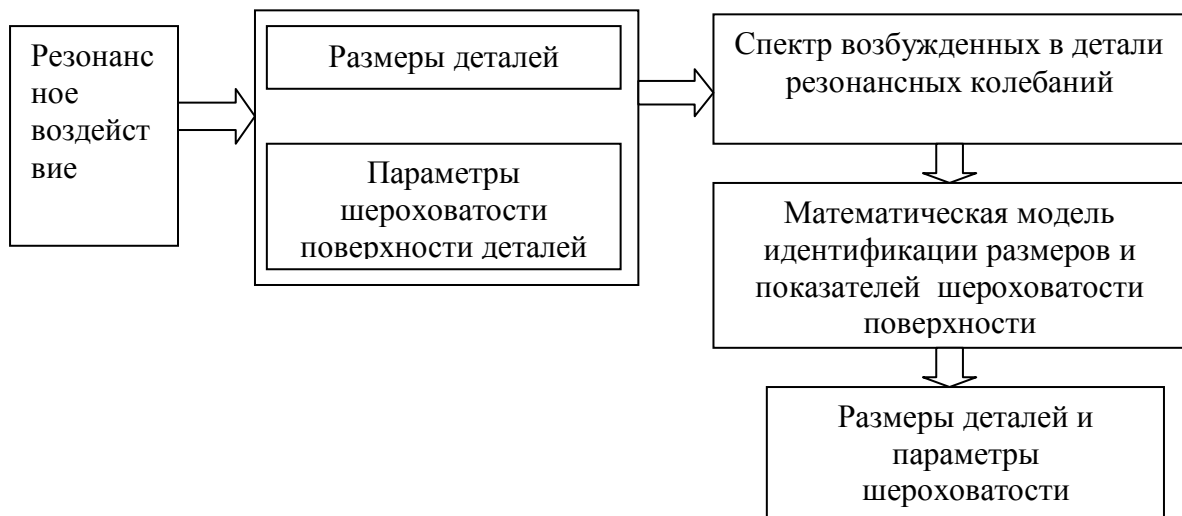 Резонанс
ное
воздейст
вие
Размеры деталей
Параметры
шероховатости
поверхности деталей
Спектр возбужденных в детали
резонансных колебаний
Математическая модель
идентификации размеров и
показателей шероховатости
поверхности
Размеры деталей и
параметры
шероховатости